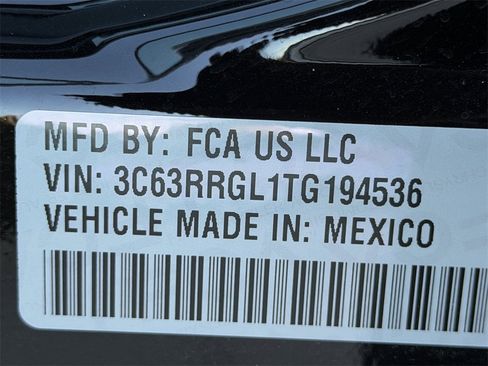 MFD BY: FCA US LLC
VIN: 3C63RRGL1TG194536
VEHICLE MADE IN: MEXICO